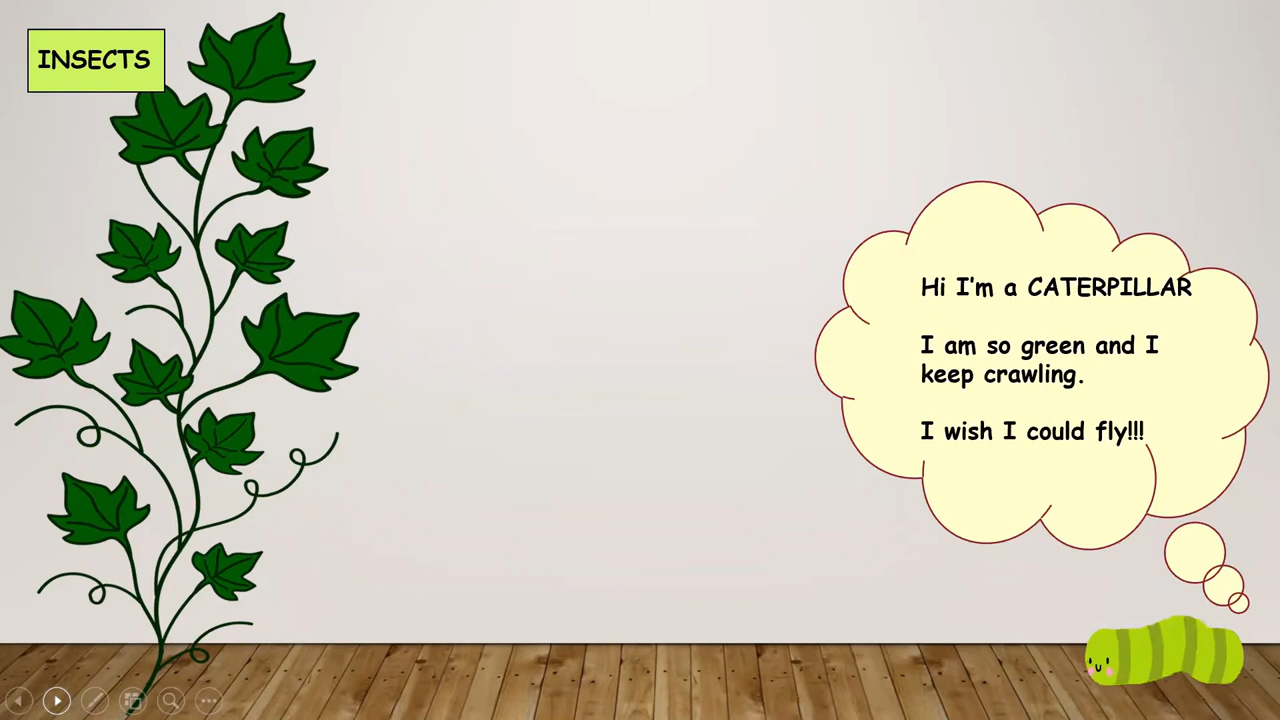 INSECTS
Hi I'm a CATERPILLAR
I am so green and I
keep crawling.
I wish I could fly!!!